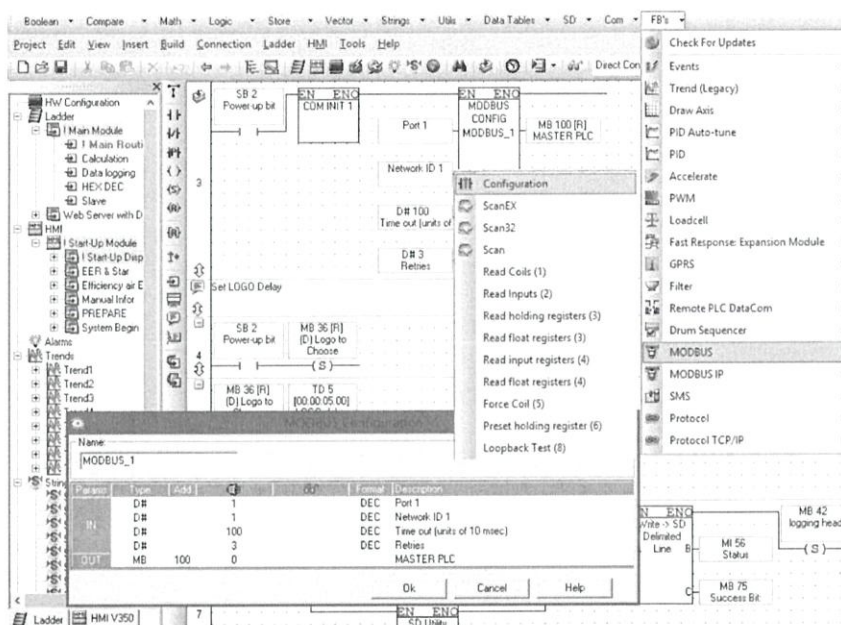 Boolean Compare Math Logic Store Vector Strings Utils Data Tables SD Com FB's
Project Edit View Insert Build Connection Ladder HMI Tools Help
Direct Con
HW Configuration
Ladder
! Main Module
! Main Routi
Calculation
Data logging
HEX DEC
Slave
Web Server with D
HMI
! Start-Up Module
! Start-Up Disp
EER & Star
Efficiency air E
Manual Infor
PREPARE
System Begin
Alarms
Trends
Trend1
Trend2
Trend3
String
Ladder HMI V350
3
SB 2
Power-up bit
EN ENO
COM INIT 1
Port 1
Network ID 1
D# 100
Time out (units of
D# 3
Retries
EN ENO
MODBUS
CONFIG
MODBUS_1
MB 100 [R]
MASTER PLC
Set LOGO Delay
4
SB 2
Power-up bit
MB 36 [R]
[D] Logo to
Choose
(S)
MB 36 [R]
[D] Logo to
TD 5
[00:00:05.00]
Configuration
ScanEX
Scan32
Scan
Read Coils (1)
Read Inputs (2)
Read holding registers (3)
Read float registers (3)
Read input registers (4)
Read float registers (4)
Force Coil (5)
Preset holding register (6)
Loopback Test (8)
Check For Updates
Events
Trend (Legacy)
Draw Axis
PID Auto-tune
PID
Accelerate
PWM
Loadcell
Fast Response: Expansion Module
GPRS
Filter
Remote PLC DataCom
Drum Sequencer
MODBUS
MODBUS IP
SMS
Protocol
Protocol TCP/IP
MODBUS Configuration
Name:
MODBUS_1
Params Type Add Format Description
IN
D# 1 DEC Port 1
D# 1 DEC Network ID 1
D# 100 DEC Time out (units of 10 msec)
D# 3 DEC Retries
OUT MB 100 0 MASTER PLC
Ok Cancel Help
N ENO
Write -> SD
Delimited
Line B
C
MI 56
Status
MB 75
Success Bit:
MB 42
logging head
(S)
7
EN ENO